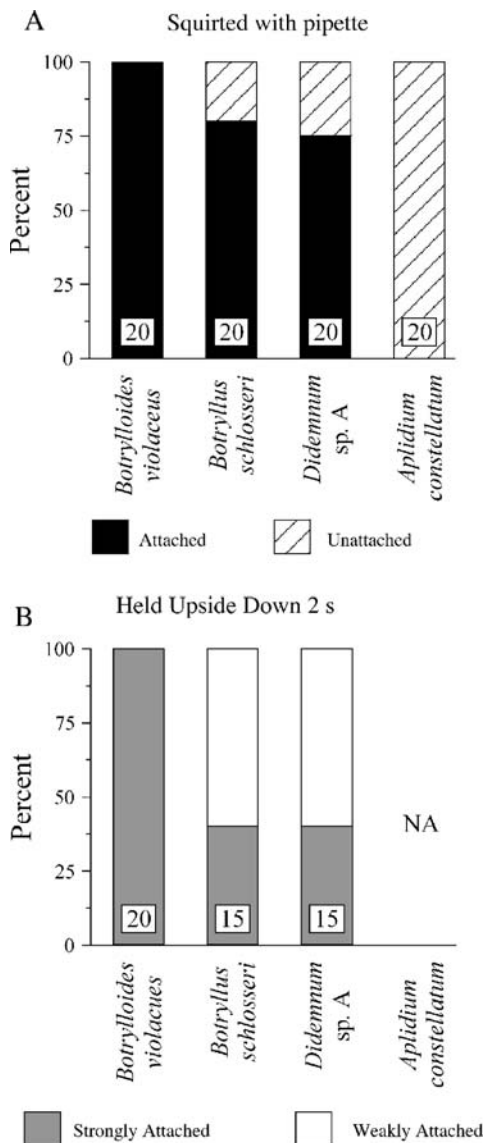 A
Squirted with pipette
100
75
50
25
0
Percent
20
20
20
20
Botrylloides
violaceus
Botryllus
schlosseri
Didemnum
sp. A
Aplidium
constellatum
Attached
Unattached
B
Held Upside Down 2 s
100
75
50
25
0
Percent
20
15
15
NA
Botrylloides
violacues
Botryllus
schlosseri
Didemnum
sp. A
Aplidium
constellatum
Strongly Attached
Weakly Attached